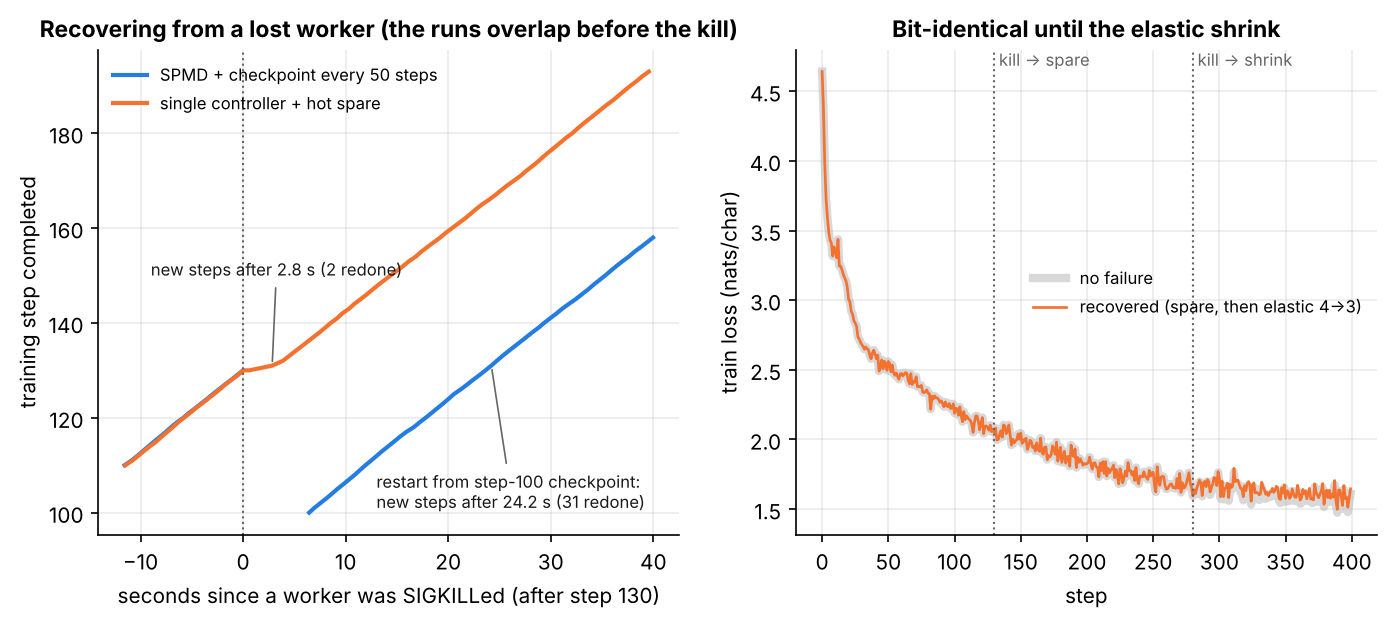 Recovering from a lost worker (the runs overlap before the kill)
SPMD + checkpoint every 50 steps
single controller + hot spare
180
160
140
120
100
training step completed
new steps after 2.8 s (2 redone)
restart from step-100 checkpoint:
new steps after 24.2 s (31 redone)
−10
0
10
20
30
40
seconds since a worker was SIGKILLed (after step 130)
Bit-identical until the elastic shrink
kill → spare
kill → shrink
4.5
4.0
3.5
3.0
2.5
2.0
1.5
train loss (nats/char)
no failure
recovered (spare, then elastic 4→3)
0
50
100
150
200
250
300
350
400
step